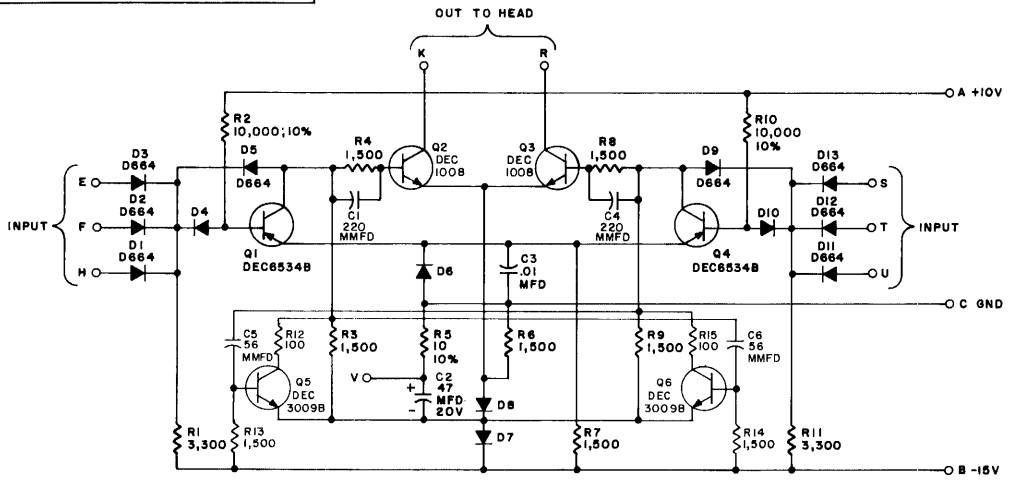 OUT TO HEAD
K
R
A +10V
R2
10,000; 10%
R10
10,000
10%
D3
D664
D5
D664
R4
1,500
Q2
DEC
1008
Q3
DEC
1008
R8
1,500
D9
D664
D13
D664
E
S
INPUT
D2
D664
D4
C1
220
MMFD
C4
220
MMFD
D10
D12
D664
F
T
INPUT
D1
D664
Q1
DEC6534B
Q4
DEC6534B
D11
D664
H
U
D6
C3
.01
MFD
C GND
C5
56
MMFD
R12
100
R3
1,500
R5
10
10%
R6
1,500
R9
1,500
R15
100
C6
56
MMFD
V
Q5
DEC
3009B
+
C2
47
MFD
20V
-
D8
Q6
DEC
3009B
R1
3,300
R13
1,500
D7
R7
1,500
R14
1,500
R11
3,300
B -15V